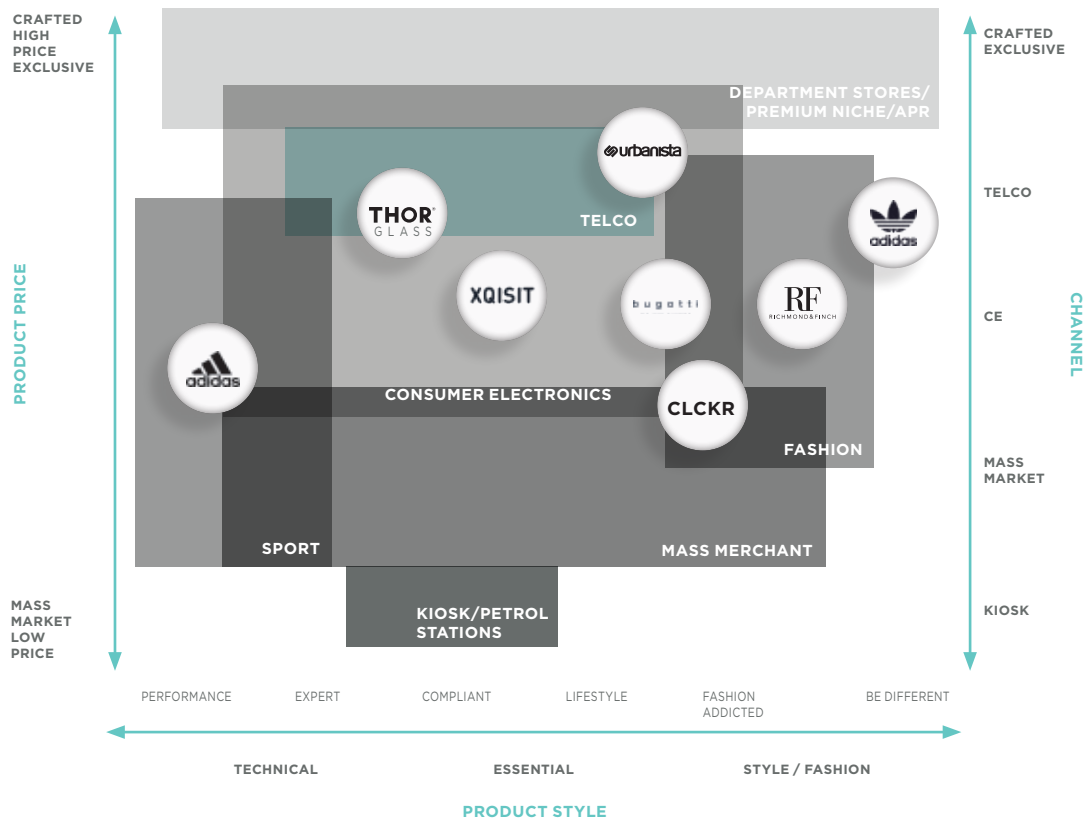 CRAFTED
HIGH
PRICE
EXCLUSIVE
CRAFTED
EXCLUSIVE
DEPARTMENT STORES/
PREMIUM NICHE/APR
urbanista
TELCO
THOR
GLASS
TELCO
adidas
XQISIT
bugatti
RF
RICHMOND&FINCH
CE
PRODUCT PRICE
CHANNEL
adidas
CONSUMER ELECTRONICS
CLCKR
FASHION
MASS
MARKET
SPORT
MASS MERCHANT
KIOSK/PETROL
STATIONS
KIOSK
MASS
MARKET
LOW
PRICE
PERFORMANCE
EXPERT
COMPLIANT
LIFESTYLE
FASHION
ADDICTED
BE DIFFERENT
TECHNICAL
ESSENTIAL
STYLE / FASHION
PRODUCT STYLE